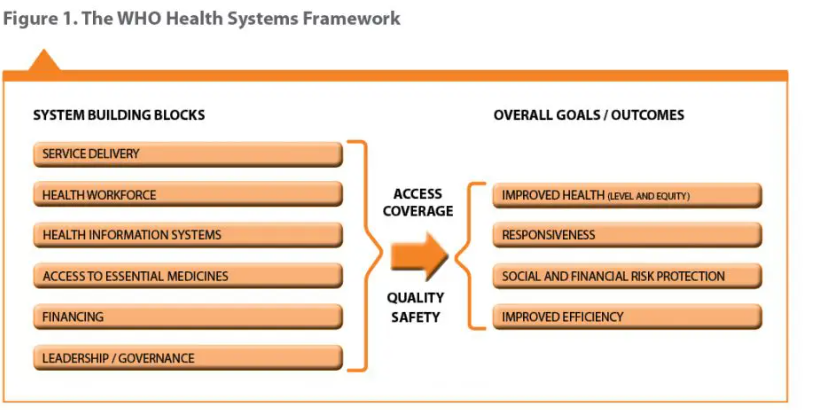 Figure 1. The WHO Health Systems Framework
SYSTEM BUILDING BLOCKS
SERVICE DELIVERY
HEALTH WORKFORCE
HEALTH INFORMATION SYSTEMS
ACCESS TO ESSENTIAL MEDICINES
FINANCING
LEADERSHIP / GOVERNANCE
ACCESS
COVERAGE
QUALITY
SAFETY
OVERALL GOALS / OUTCOMES
IMPROVED HEALTH (LEVEL AND EQUITY)
RESPONSIVENESS
SOCIAL AND FINANCIAL RISK PROTECTION
IMPROVED EFFICIENCY